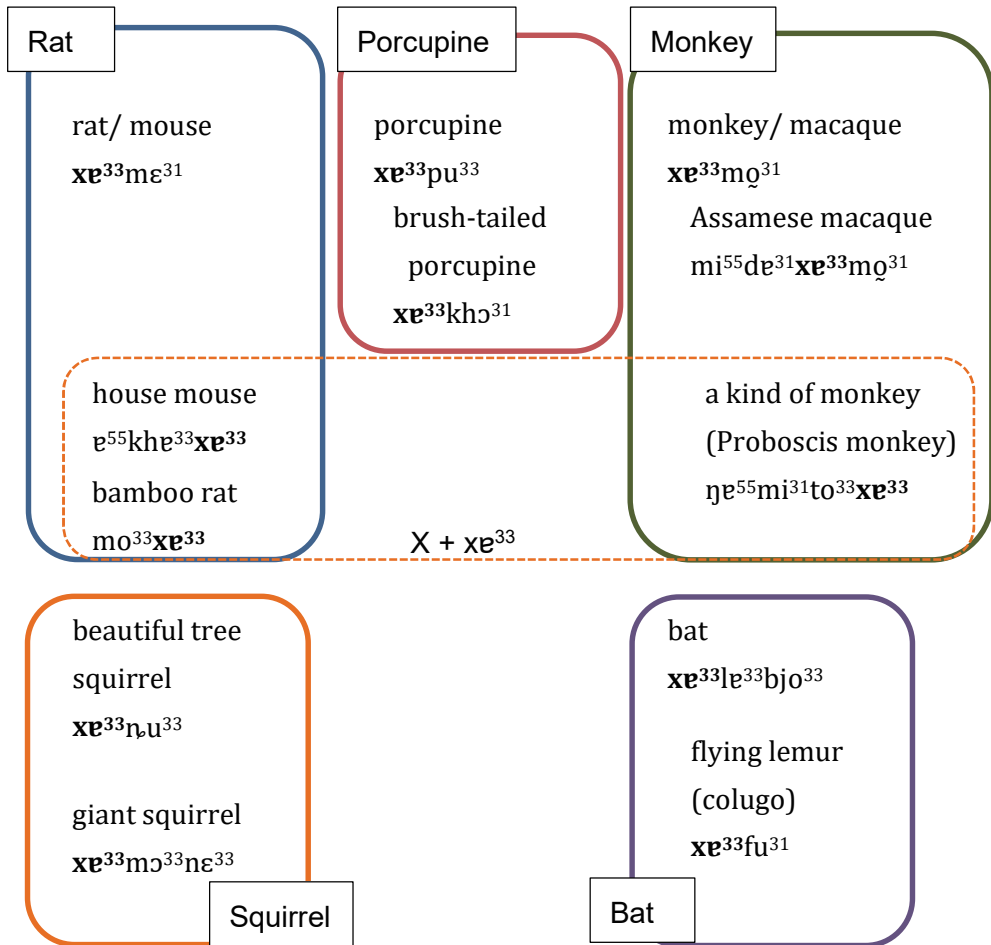 Rat
rat/ mouse
xɐ³³mɛ³¹
house mouse
ɐ⁵⁵khɐ³³xɐ³³
bamboo rat
mo³³xɐ³³
Porcupine
porcupine
xɐ³³pu³³
brush-tailed
porcupine
xɐ³³khɔ³¹
Monkey
monkey/ macaque
xɐ³³mo̰³¹
Assamese macaque
mi⁵⁵dɐ³¹xɐ³³mo̰³¹
a kind of monkey
(Proboscis monkey)
ŋɐ⁵⁵mi³¹to³³xɐ³³
X + xɐ³³
beautiful tree
squirrel
xɐ³³ȵu³³
giant squirrel
xɐ³³mɔ³³nɛ³³
Squirrel
bat
xɐ³³lɐ³³bjo³³
flying lemur
(colugo)
xɐ³³fu³¹
Bat